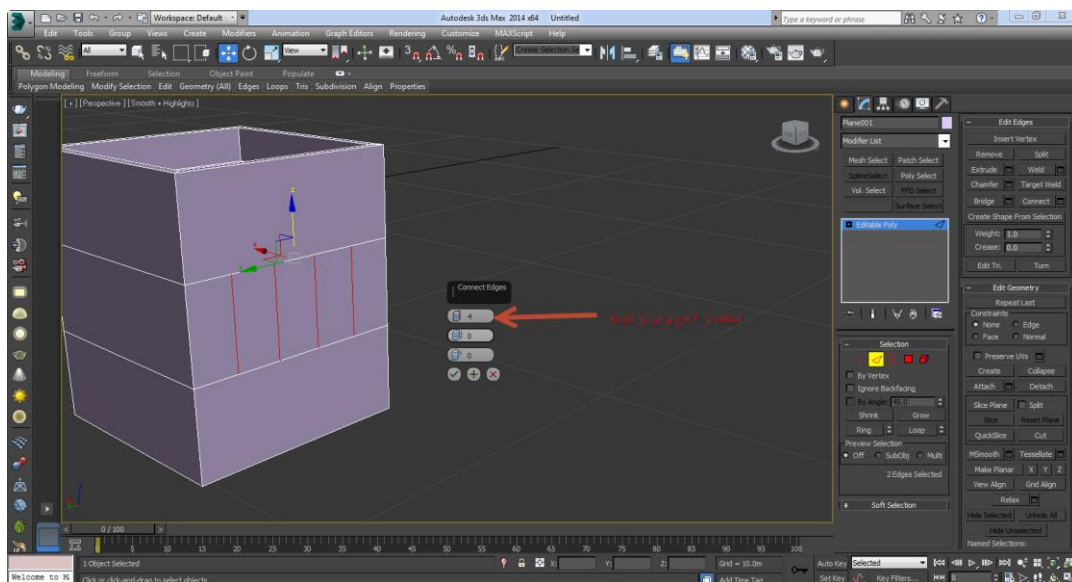 Workspace: Default
Autodesk 3ds Max 2014 x64 Untitled
Type a keyword or phrase
Edit Tools Group Views Create Modifiers Animation Graph Editors Rendering Customize MAXScript Help
All
View
Create Selection Se
Modeling Freeform Selection Object Paint Populate
Polygon Modeling Modify Selection Edit Geometry (All) Edges Loops Tris Subdivision Align Properties
[ + ] [ Perspective ] [ Smooth + Highlights ]
Connect Edges
4
0
0
Plane001
Modifier List
Mesh Select Patch Select
SplineSelect Poly Select
Vol. Select FFD Select
Surface Select
Editable Poly
Selection
By Vertex
Ignore Backfacing
By Angle: 45.0
Shrink Grow
Ring Loop
Preview Selection
Off SubObj Multi
2 Edges Selected
Soft Selection
Edit Edges
Insert Vertex
Remove Split
Extrude Weld
Chamfer Target Weld
Bridge Connect
Create Shape From Selection
Weight: 1.0
Crease: 0.0
Edit Tri. Turn
Edit Geometry
Repeat Last
Constraints
None Edge
Face Normal
Preserve UVs
Create Collapse
Attach Detach
Slice Plane Split
Slice Reset Plane
QuickSlice Cut
MSmooth Tessellate
Make Planar X Y Z
View Align Grid Align
Relax
Hide Selected Unhide All
Hide Unselected
Named Selections:
0 / 100
0 5 10 15 20 25 30 35 40 45 50 55 60 65 70 75 80 85 90 95 100
1 Object Selected
X: Y: Z: Grid = 10.0m
Auto Key Selected
Welcome to M
Click or click-and-drag to select objects
Add Time Tag
Set Key Key Filters...